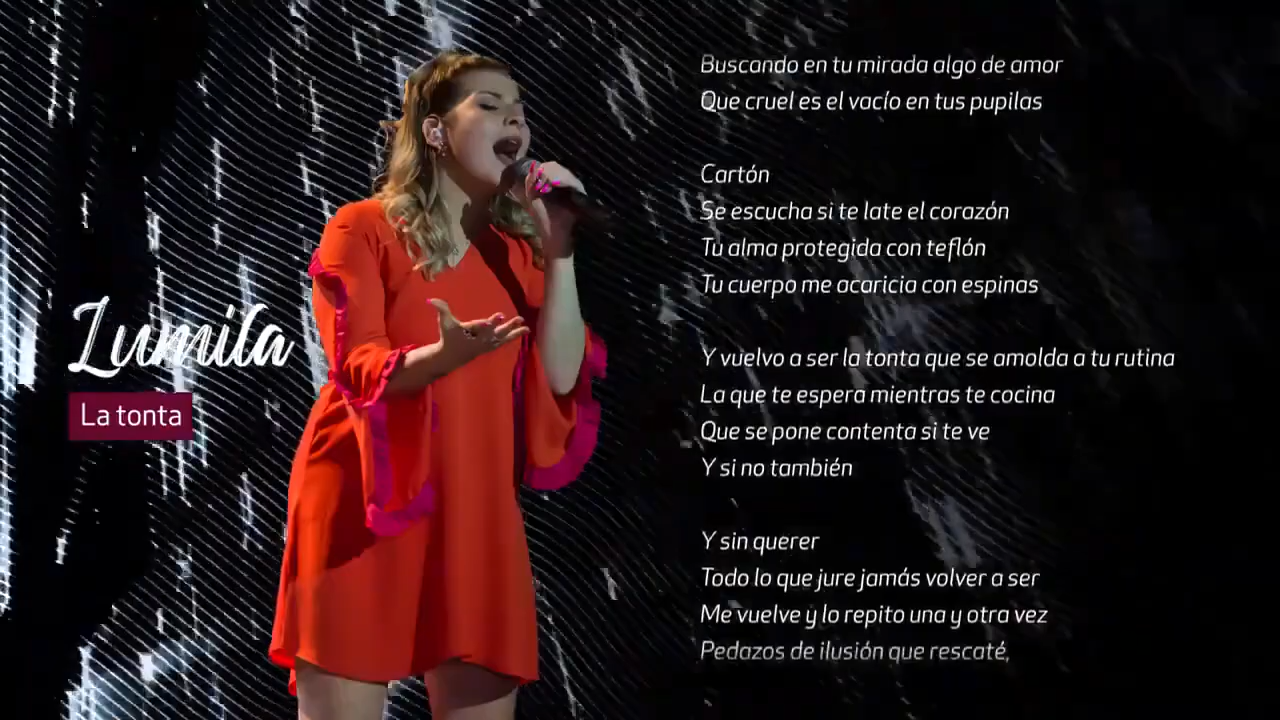 Lumila
La tonta
Buscando en tu mirada algo de amor
Que cruel es el vacío en tus pupilas
Cartón
Se escucha si te late el corazón
Tu alma protegida con teflón
Tu cuerpo me acaricia con espinas
Y vuelvo a ser la tonta que se amolda a tu rutina
La que te espera mientras te cocina
Que se pone contenta si te ve
Y si no también
Y sin querer
Todo lo que jure jamás volver a ser
Me vuelve y lo repito una y otra vez
Pedazos de ilusión que rescaté,